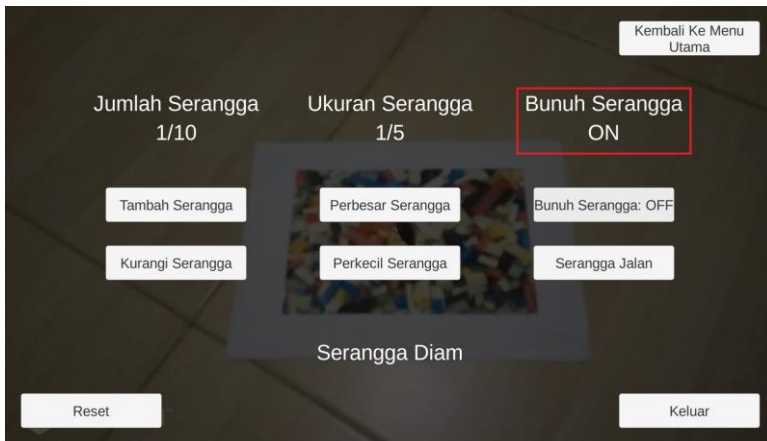 Kembali Ke Menu
Utama
Jumlah Serangga
1/10
Ukuran Serangga
1/5
Bunuh Serangga
ON
Tambah Serangga
Perbesar Serangga
Bunuh Serangga: OFF
Kurangi Serangga
Perkecil Serangga
Serangga Jalan
Serangga Diam
Reset
Keluar